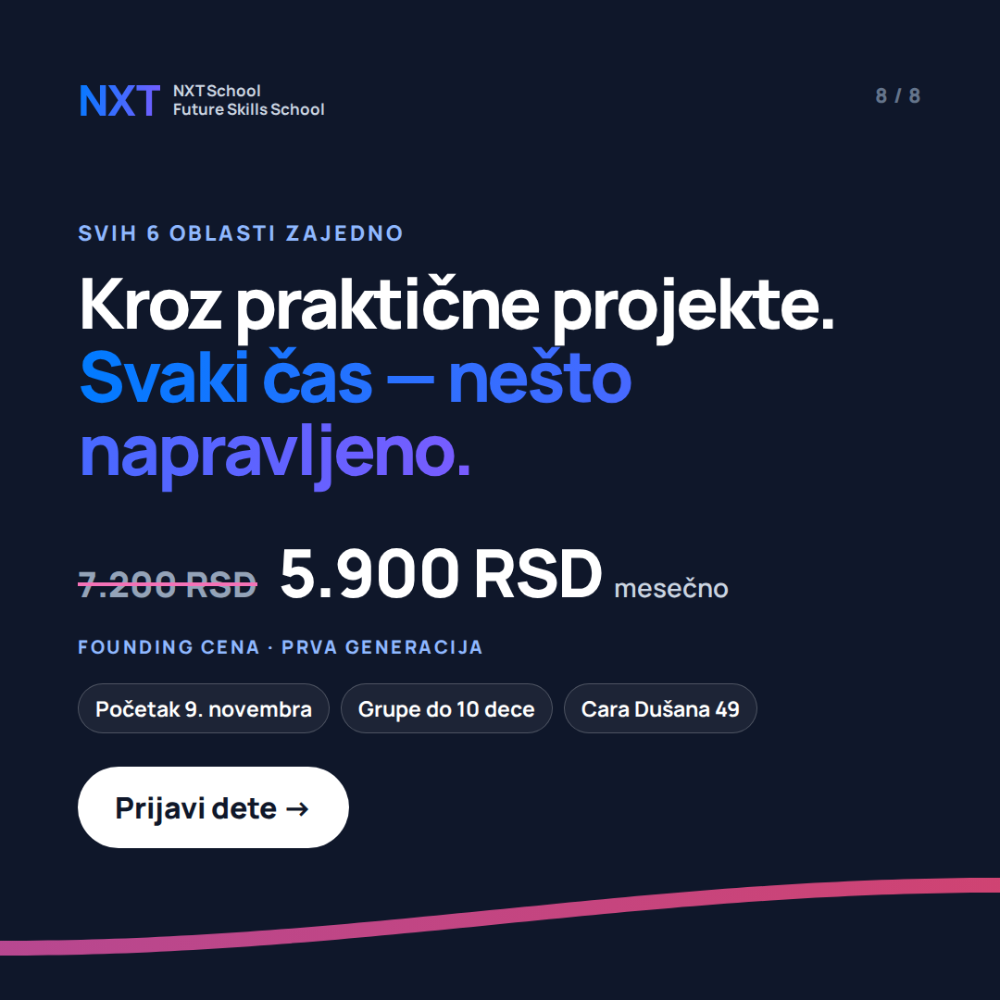 NXT
NXTSchool
Future Skills School
8 / 8
SVIH 6 OBLASTI ZAJEDNO
Kroz praktične projekte.
Svaki čas — nešto
napravljeno.
7.200 RSD 5.900 RSD mesečno
FOUNDING CENA · PRVA GENERACIJA
Početak 9. novembra Grupe do 10 dece Cara Dušana 49
Prijavi dete →